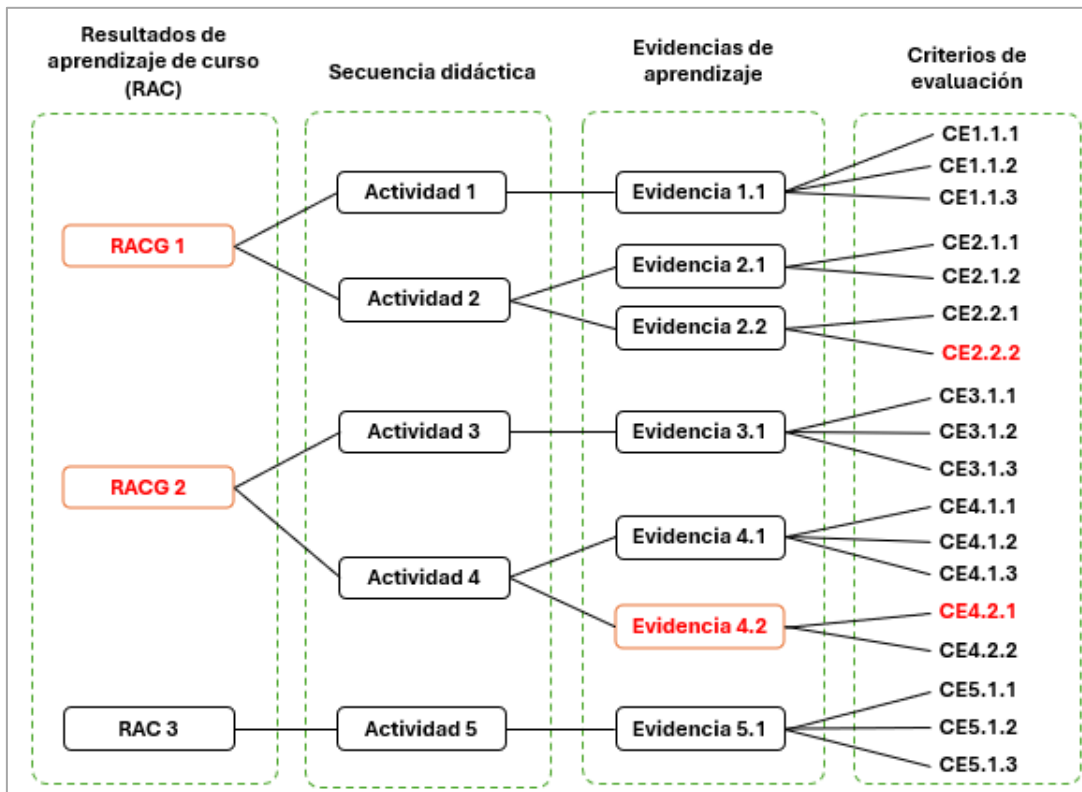 Resultados de
aprendizaje de curso
(RAC)
Secuencia didáctica
Evidencias de
aprendizaje
Criterios de
evaluación
RACG 1
Actividad 1
Evidencia 1.1
CE1.1.1
CE1.1.2
CE1.1.3
Actividad 2
Evidencia 2.1
CE2.1.1
CE2.1.2
Evidencia 2.2
CE2.2.1
CE2.2.2
RACG 2
Actividad 3
Evidencia 3.1
CE3.1.1
CE3.1.2
CE3.1.3
Actividad 4
Evidencia 4.1
CE4.1.1
CE4.1.2
CE4.1.3
Evidencia 4.2
CE4.2.1
CE4.2.2
RAC 3
Actividad 5
Evidencia 5.1
CE5.1.1
CE5.1.2
CE5.1.3